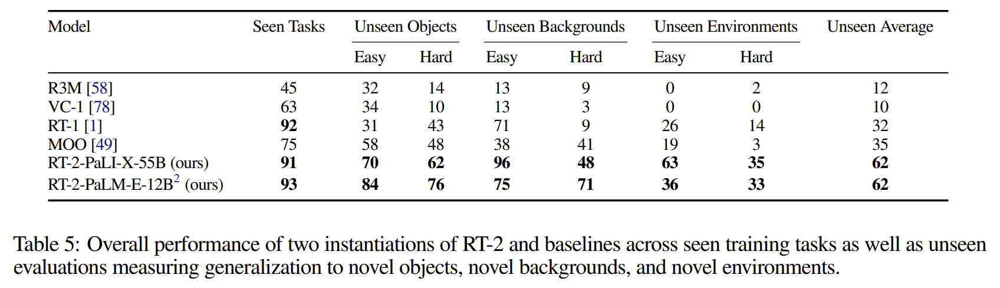 Model Seen Tasks Unseen Objects Unseen Backgrounds Unseen Environments Unseen Average
Easy Hard Easy Hard Easy Hard
R3M [58] 45 32 14 13 9 0 2 12
VC-1 [78] 63 34 10 13 3 0 0 10
RT-1 [1] 92 31 43 71 9 26 14 32
MOO [49] 75 58 48 38 41 19 3 35
RT-2-PaLI-X-55B (ours) 91 70 62 96 48 63 35 62
RT-2-PaLM-E-12B2 (ours) 93 84 76 75 71 36 33 62
Table 5: Overall performance of two instantiations of RT-2 and baselines across seen training tasks as well as unseen
evaluations measuring generalization to novel objects, novel backgrounds, and novel environments.